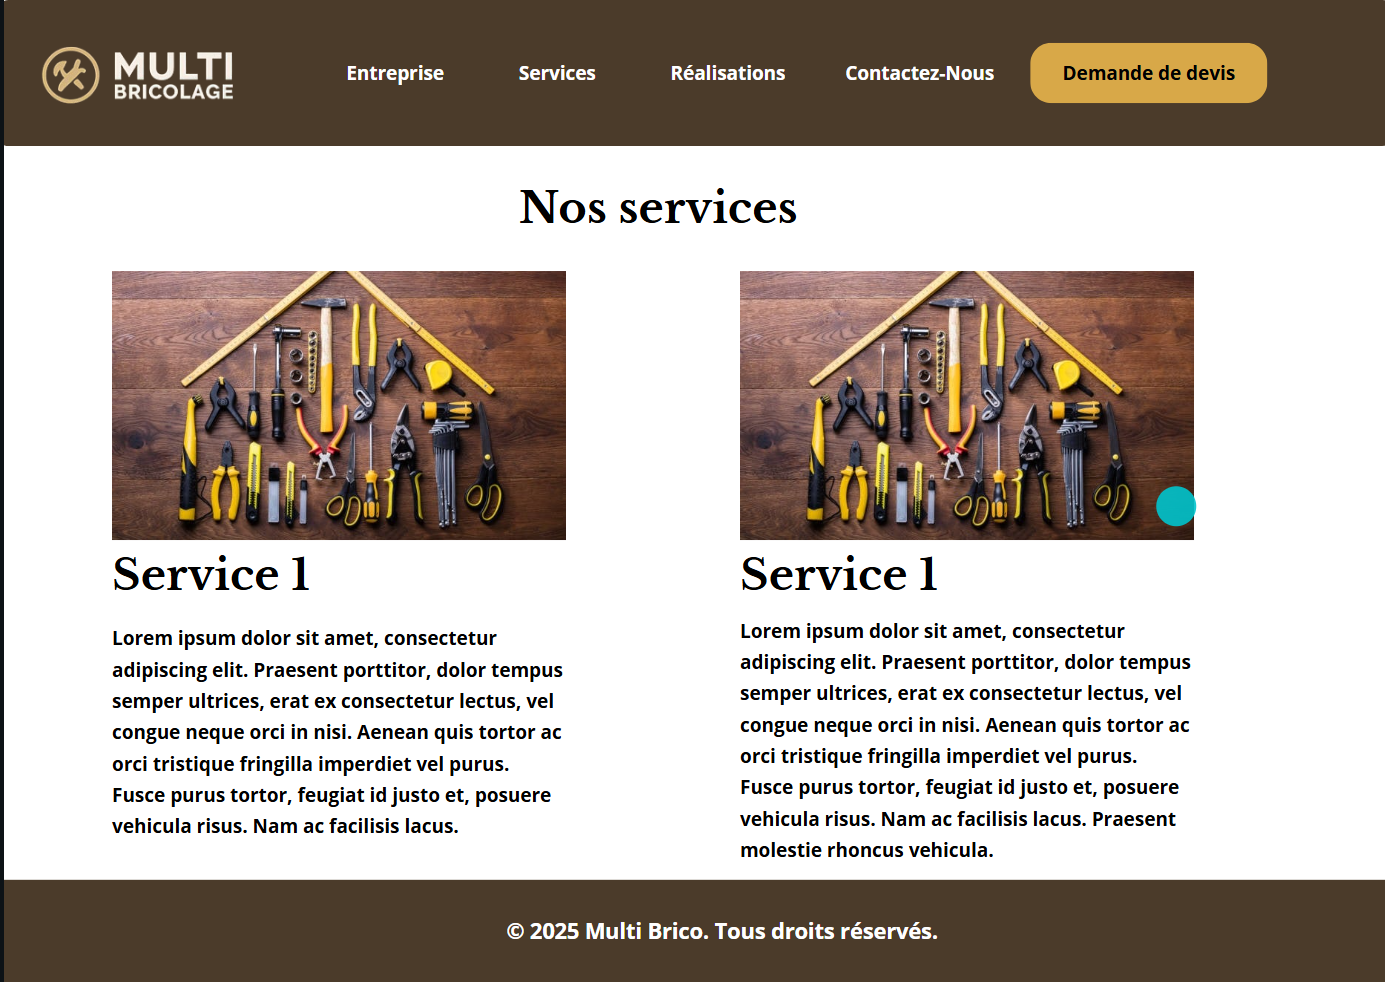 MULTI
BRICOLAGE
Entreprise Services Réalisations Contactez-Nous Demande de devis
Nos services
Service 1
Lorem ipsum dolor sit amet, consectetur
adipiscing elit. Praesent porttitor, dolor tempus
semper ultrices, erat ex consectetur lectus, vel
congue neque orci in nisi. Aenean quis tortor ac
orci tristique fringilla imperdiet vel purus.
Fusce purus tortor, feugiat id justo et, posuere
vehicula risus. Nam ac facilisis lacus.
Service 1
Lorem ipsum dolor sit amet, consectetur
adipiscing elit. Praesent porttitor, dolor tempus
semper ultrices, erat ex consectetur lectus, vel
congue neque orci in nisi. Aenean quis tortor ac
orci tristique fringilla imperdiet vel purus.
Fusce purus tortor, feugiat id justo et, posuere
vehicula risus. Nam ac facilisis lacus. Praesent
molestie rhoncus vehicula.
© 2025 Multi Brico. Tous droits réservés.